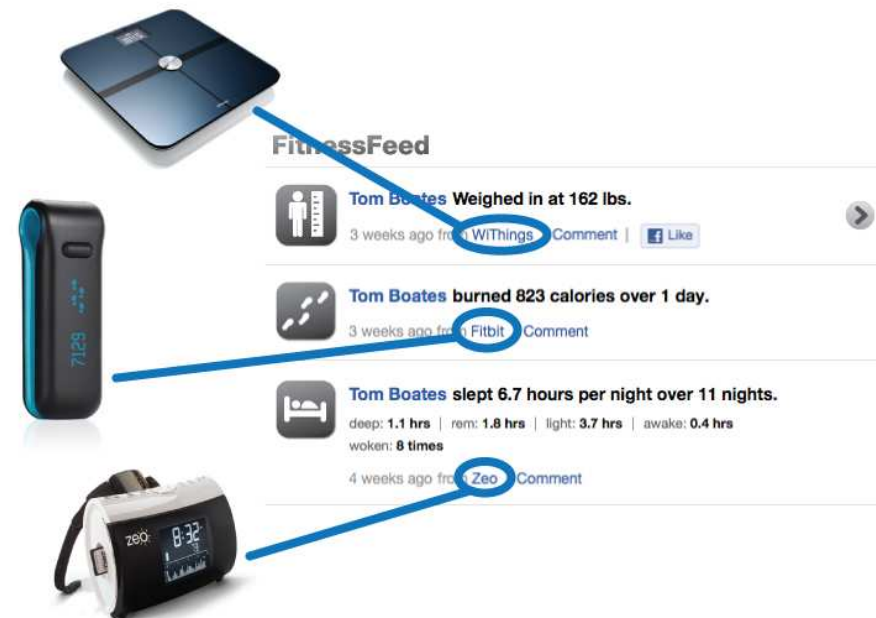 FitnessFeed
Tom Boates Weighed in at 162 lbs.
3 weeks ago from WiThings Comment | Like
Tom Boates burned 823 calories over 1 day.
3 weeks ago from Fitbit Comment
7129
Tom Boates slept 6.7 hours per night over 11 nights.
deep: 1.1 hrs | rem: 1.8 hrs | light: 3.7 hrs | awake: 0.4 hrs
woken: 8 times
4 weeks ago from Zeo Comment
zeo 8:32